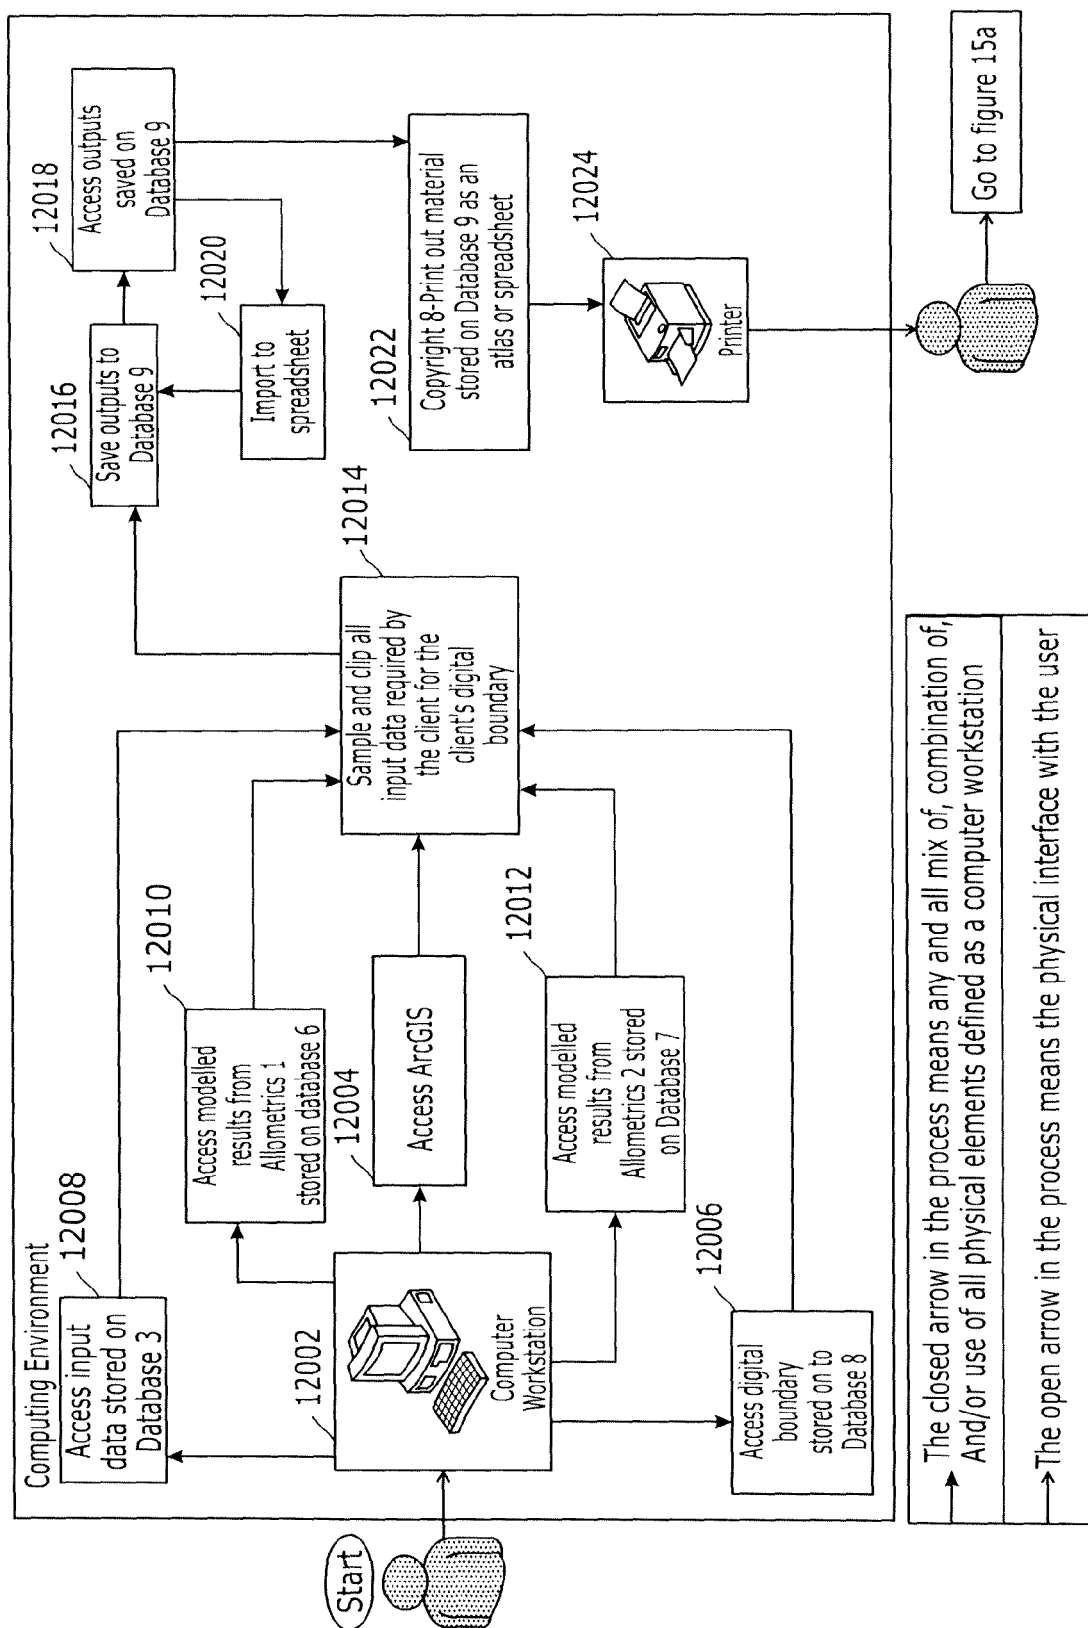 Start
Computing Environment
12002
Computer
Workstation
12008
Access input
data stored on
Database 3
12010
Access modelled
results from
Allometrics 1
stored on database 6
12004
Access ArcGIS
12012
Access modelled
results from
Allometrics 2 stored
on Database 7
12006
Access digital
boundary
stored on to
Database 8
12014
Sample and clip all
input data required by
the client for the
client's digital
boundary
12016
Save outputs to
Database 9
12018
Access outputs
saved on
Database 9
12020
Import to
spreadsheet
12022
Copyright 8-Print out material
stored on Database 9 as an
atlas or spreadsheet
12024
Printer
Go to figure 15a
The closed arrow in the process means any and all mix of, combination of,
And/or use of all physical elements defined as a computer workstation
The open arrow in the process means the physical interface with the user